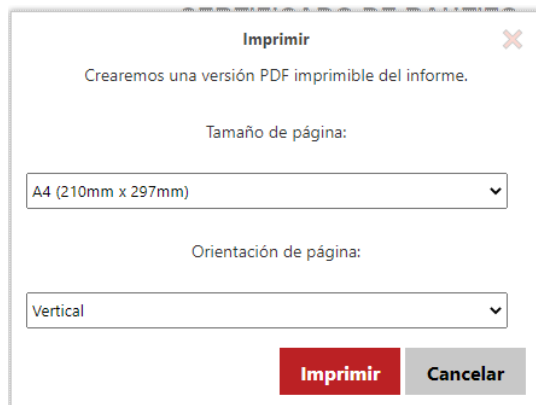 Imprimir
Crearemos una versión PDF imprimible del informe.
Tamaño de página:
A4 (210mm x 297mm)
Orientación de página:
Vertical
Imprimir Cancelar